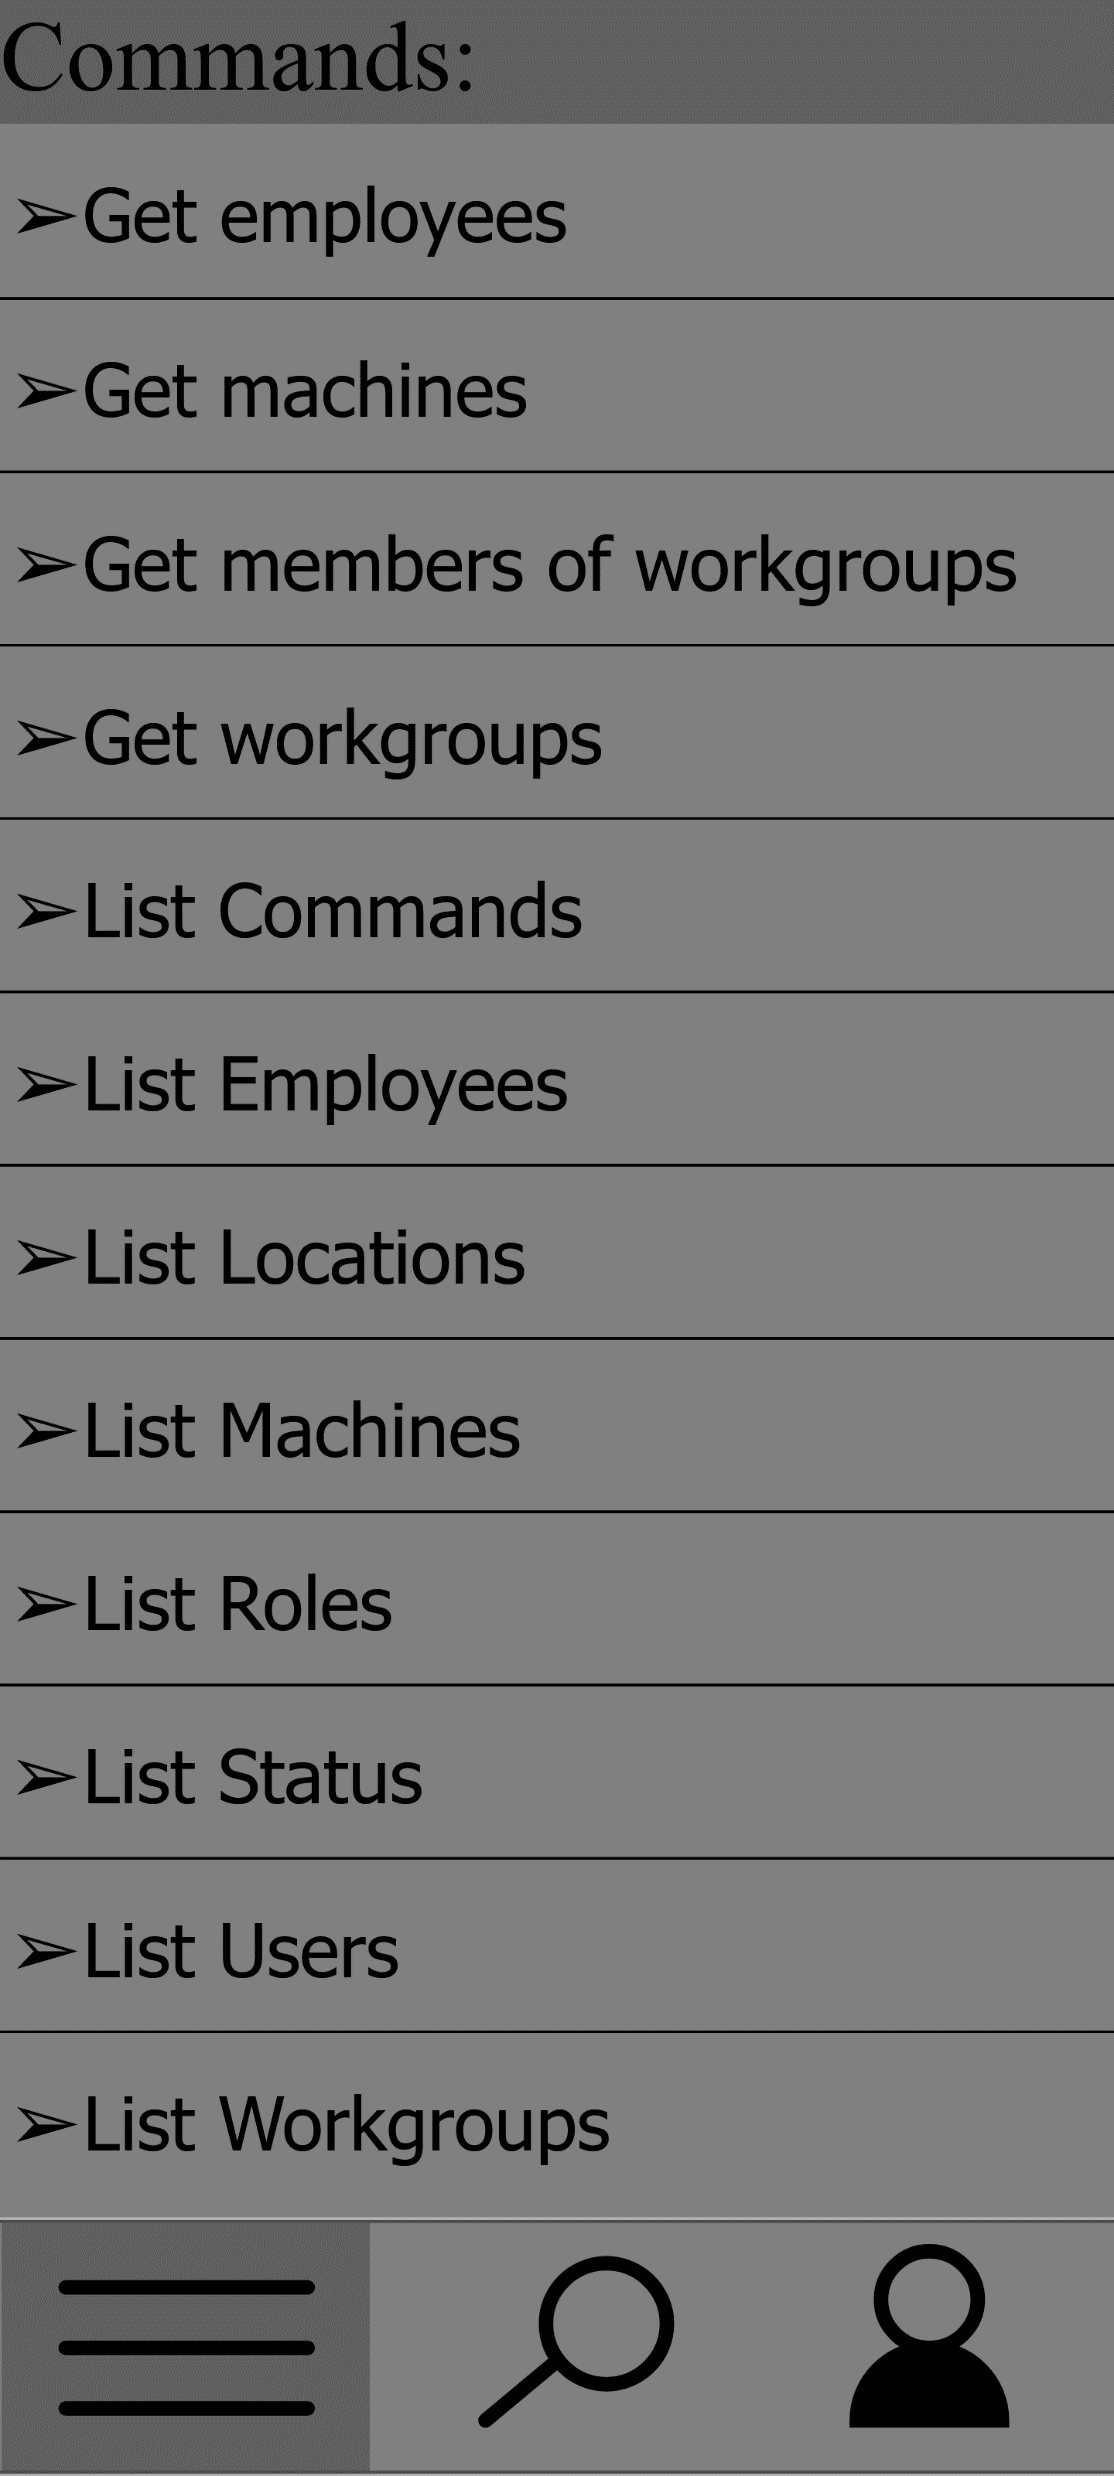 Commands:
➢Get employees
➢Get machines
➢Get members of workgroups
➢Get workgroups
➢List Commands
➢List Employees
➢List Locations
➢List Machines
➢List Roles
➢List Status
➢List Users
➢List Workgroups